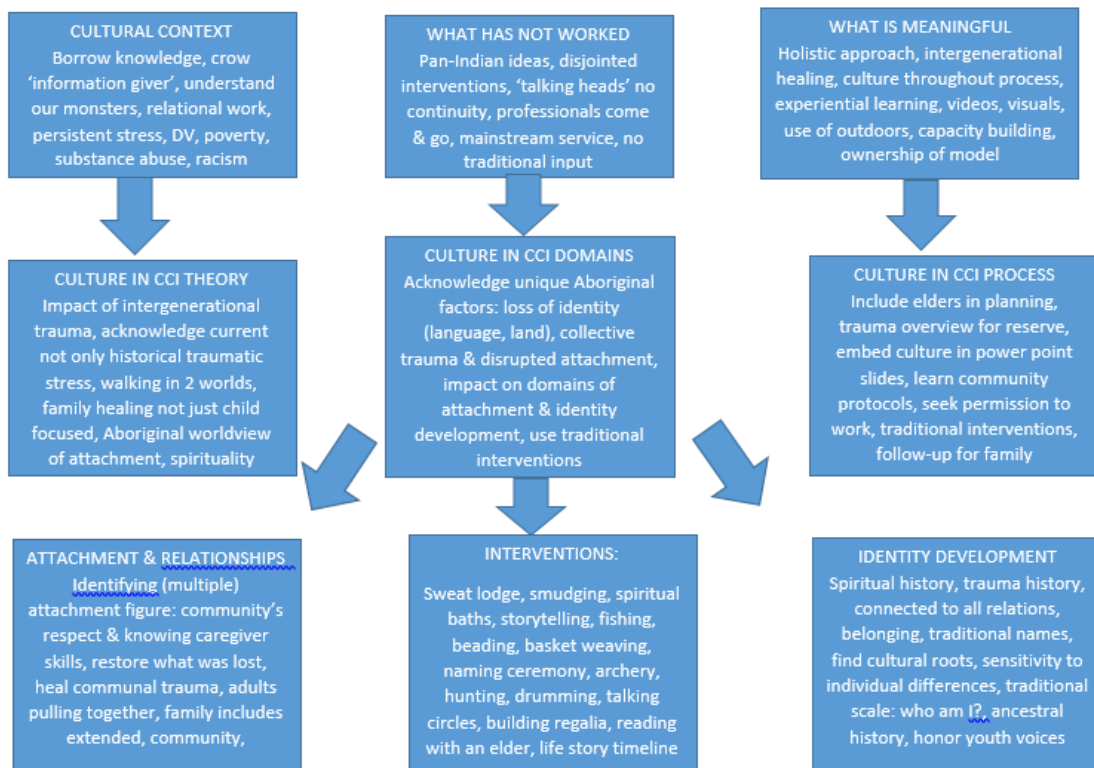 CULTURAL CONTEXT
Borrow knowledge, crow
‘information giver’, understand
our monsters, relational work,
persistent stress, DV, poverty,
substance abuse, racism
WHAT HAS NOT WORKED
Pan-Indian ideas, disjointed
interventions, ‘talking heads’ no
continuity, professionals come
& go, mainstream service, no
traditional input
WHAT IS MEANINGFUL
Holistic approach, intergenerational
healing, culture throughout process,
experiential learning, videos, visuals,
use of outdoors, capacity building,
ownership of model
CULTURE IN CCI THEORY
Impact of intergenerational
trauma, acknowledge current
not only historical traumatic
stress, walking in 2 worlds,
family healing not just child
focused, Aboriginal worldview
of attachment, spirituality
CULTURE IN CCI DOMAINS
Acknowledge unique Aboriginal
factors: loss of identity
(language, land), collective
trauma & disrupted attachment,
impact on domains of
attachment & identity
development, use traditional
interventions
CULTURE IN CCI PROCESS
Include elders in planning,
trauma overview for reserve,
embed culture in power point
slides, learn community
protocols, seek permission to
work, traditional interventions,
follow-up for family
ATTACHMENT & RELATIONSHIPS
Identifying (multiple)
attachment figure: community’s
respect & knowing caregiver
skills, restore what was lost,
heal communal trauma, adults
pulling together, family includes
extended, community,
INTERVENTIONS:
Sweat lodge, smudging, spiritual
baths, storytelling, fishing,
beading, basket weaving,
naming ceremony, archery,
hunting, drumming, talking
circles, building regalia, reading
with an elder, life story timeline
IDENTITY DEVELOPMENT
Spiritual history, trauma history,
connected to all relations,
belonging, traditional names,
find cultural roots, sensitivity to
individual differences, traditional
scale: who am I?, ancestral
history, honor youth voices